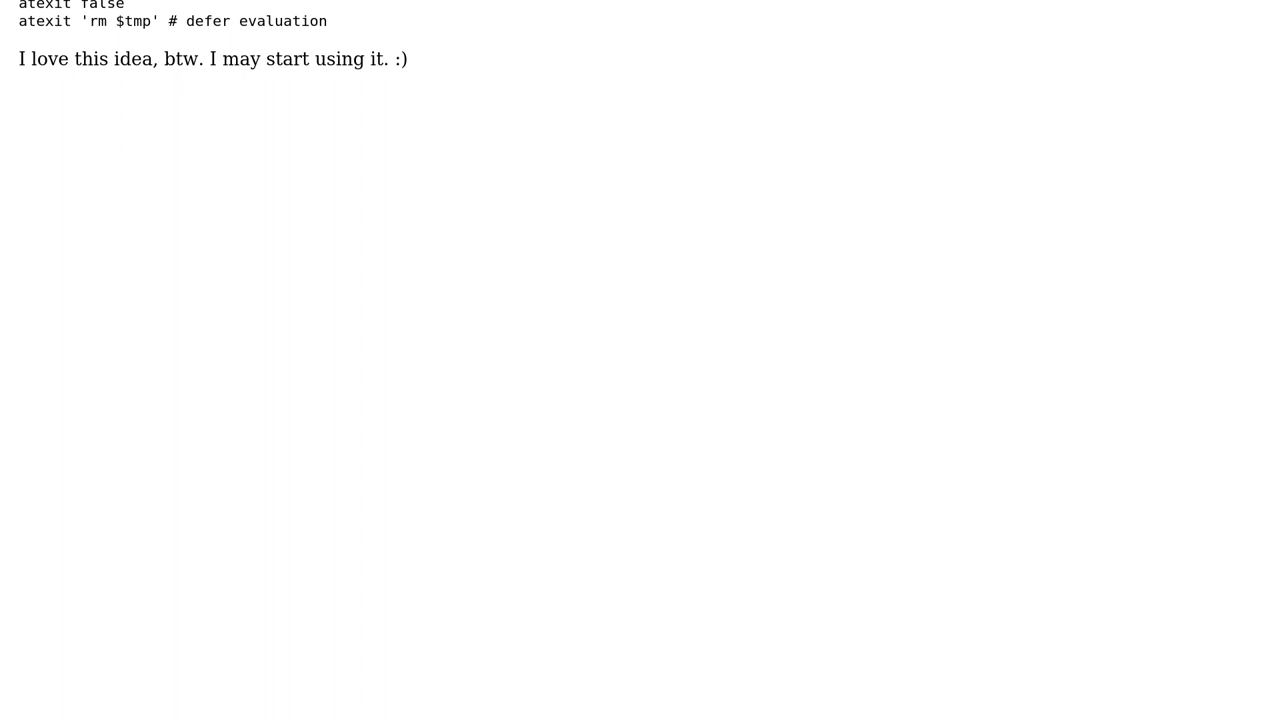 atexit false
atexit 'rm $tmp' # defer evaluation
I love this idea, btw. I may start using it. :)